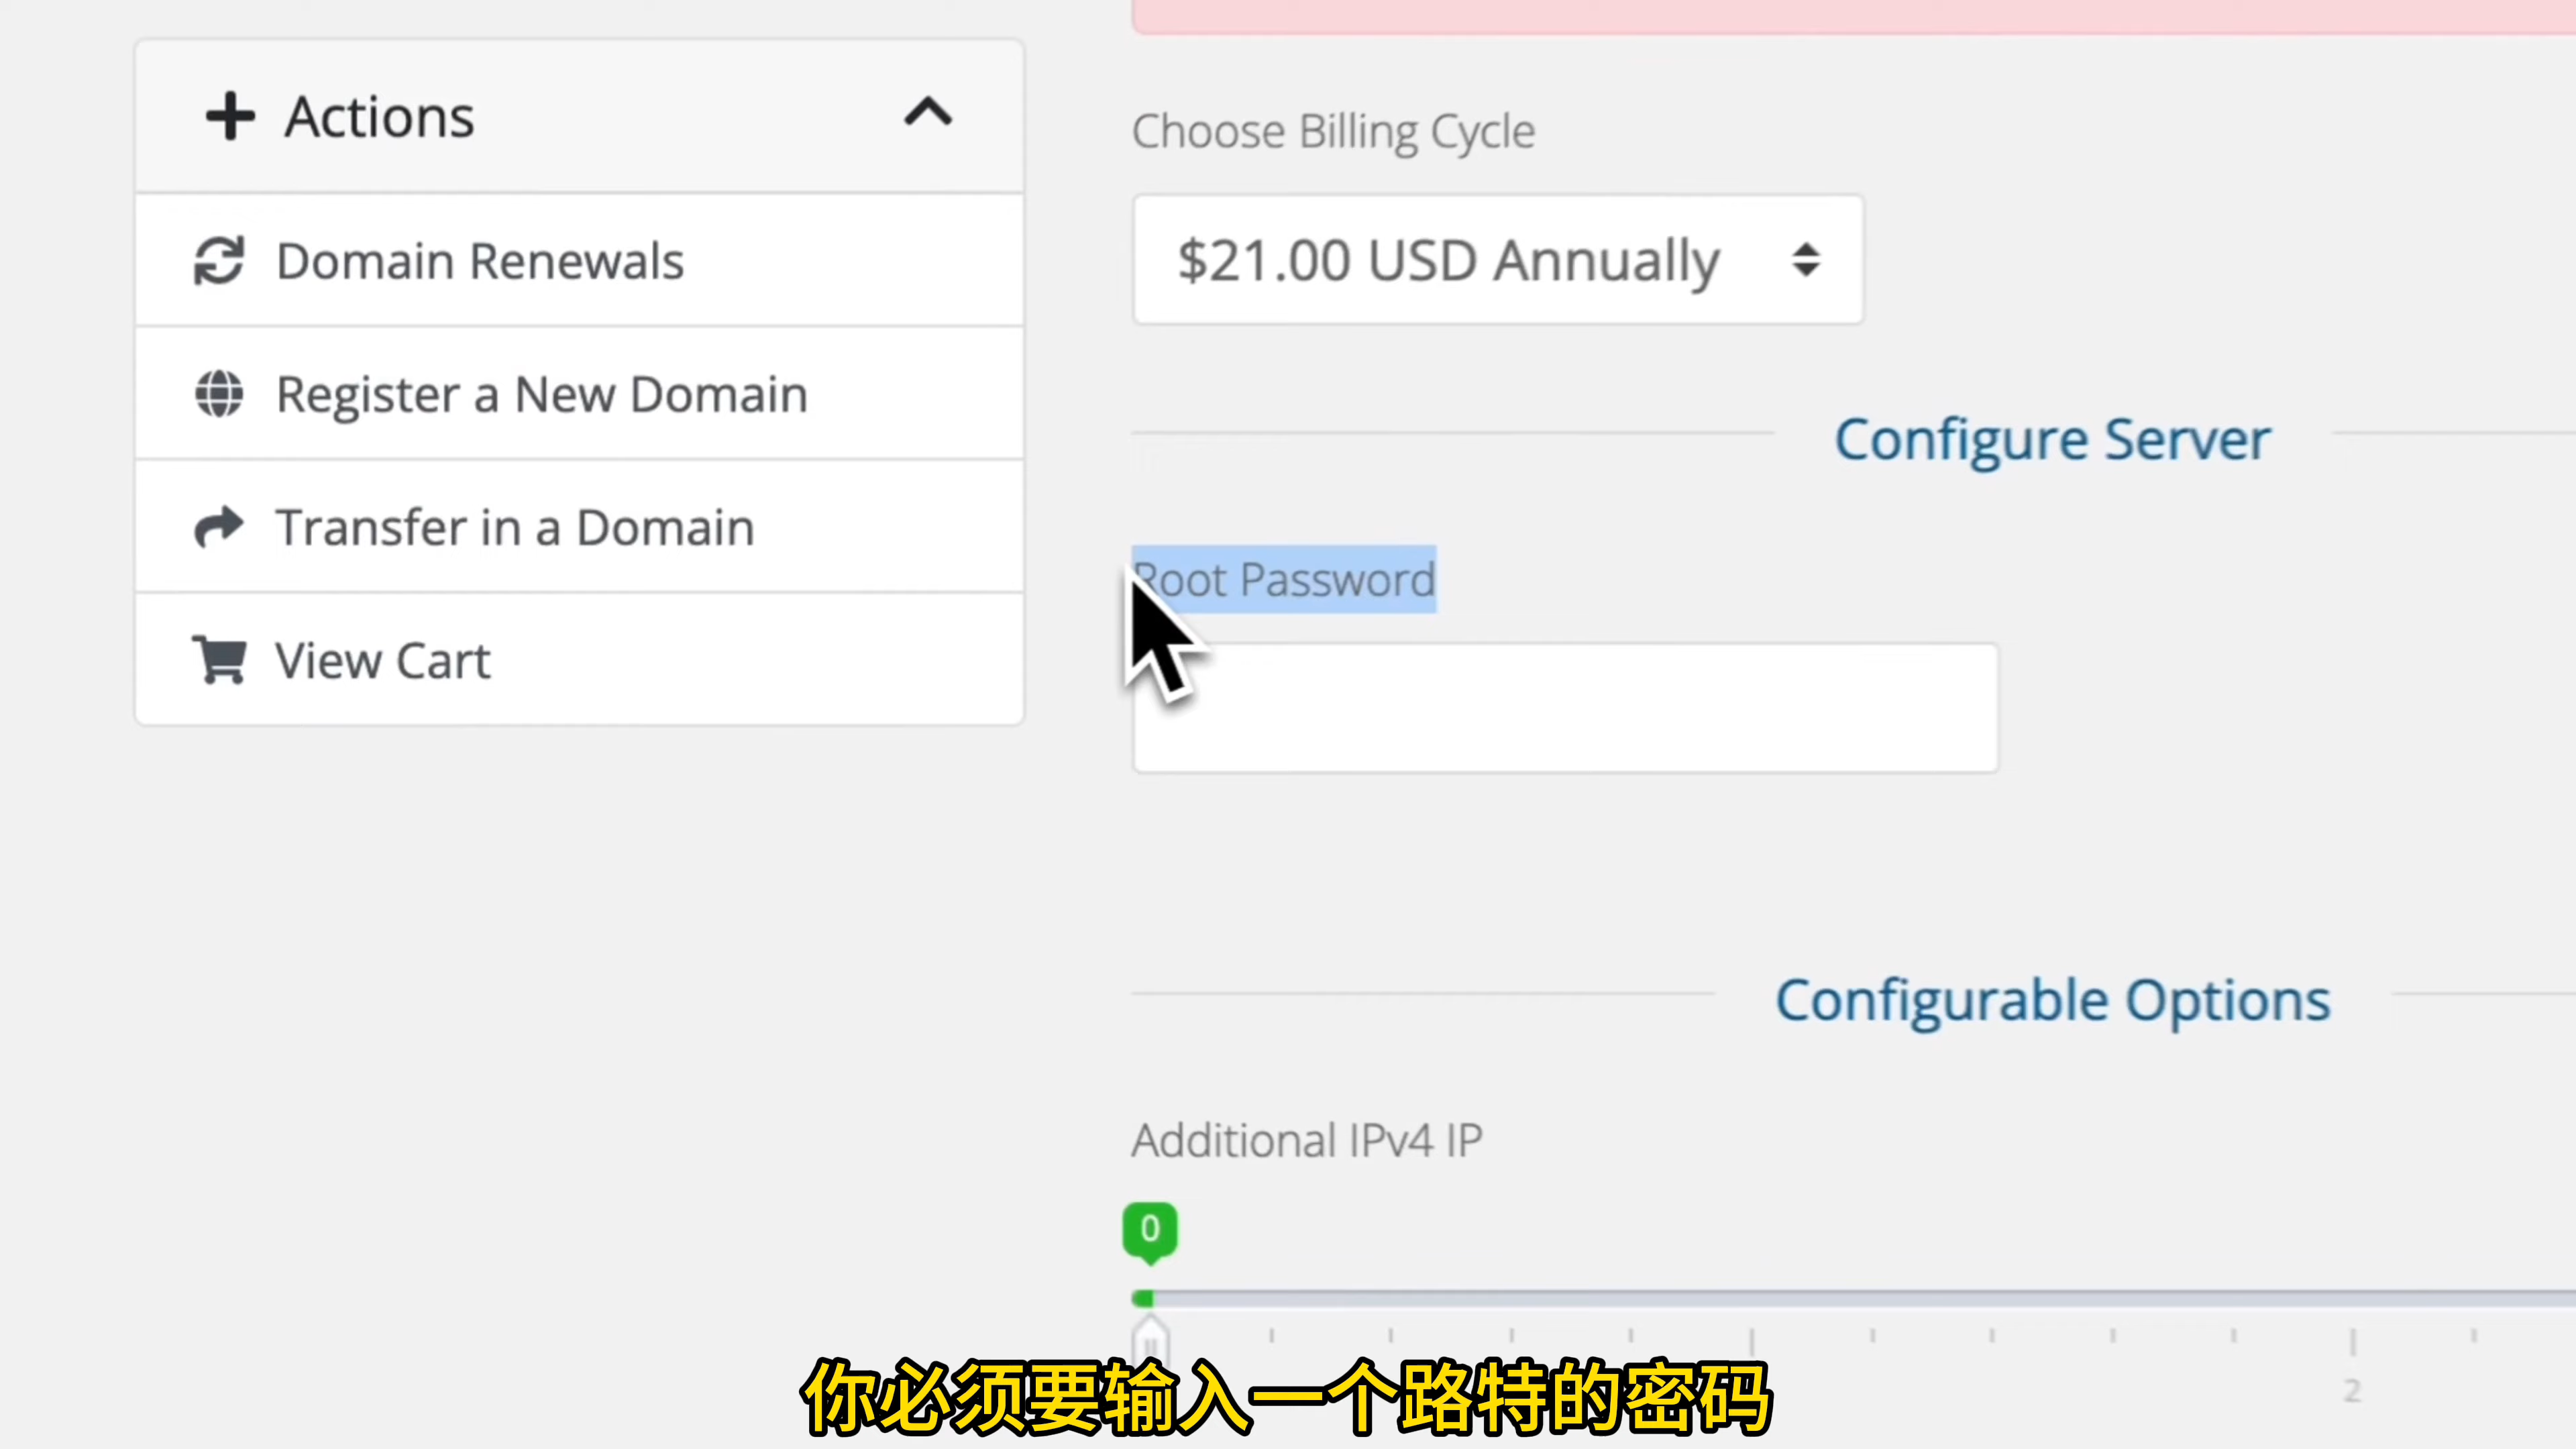 Actions
Domain Renewals
Register a New Domain
Transfer in a Domain
View Cart
Choose Billing Cycle
$21.00 USD Annually
Configure Server
Root Password
Configurable Options
Additional IPv4 IP
0
2
你必须要输入一个路特的密码